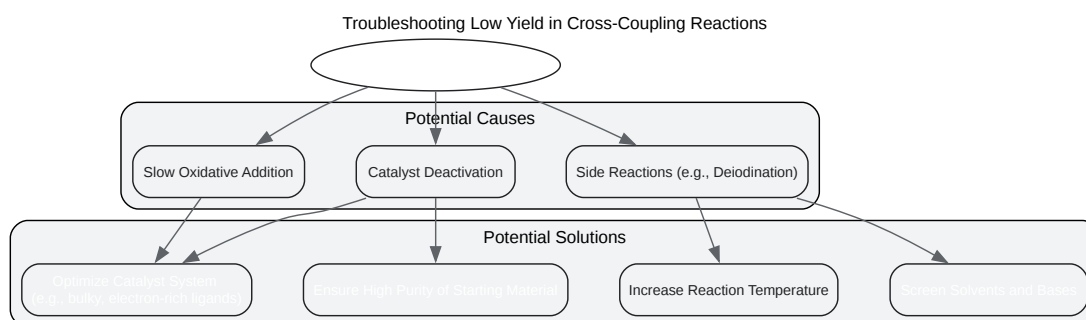 Troubleshooting Low Yield in Cross-Coupling Reactions
Potential Causes
Slow Oxidative Addition
Catalyst Deactivation
Side Reactions (e.g., Deiodination)
Potential Solutions
Optimize Catalyst System
(e.g., bulky, electron-rich ligands)
Ensure High Purity of Starting Material
Increase Reaction Temperature
Screen Solvents and Bases